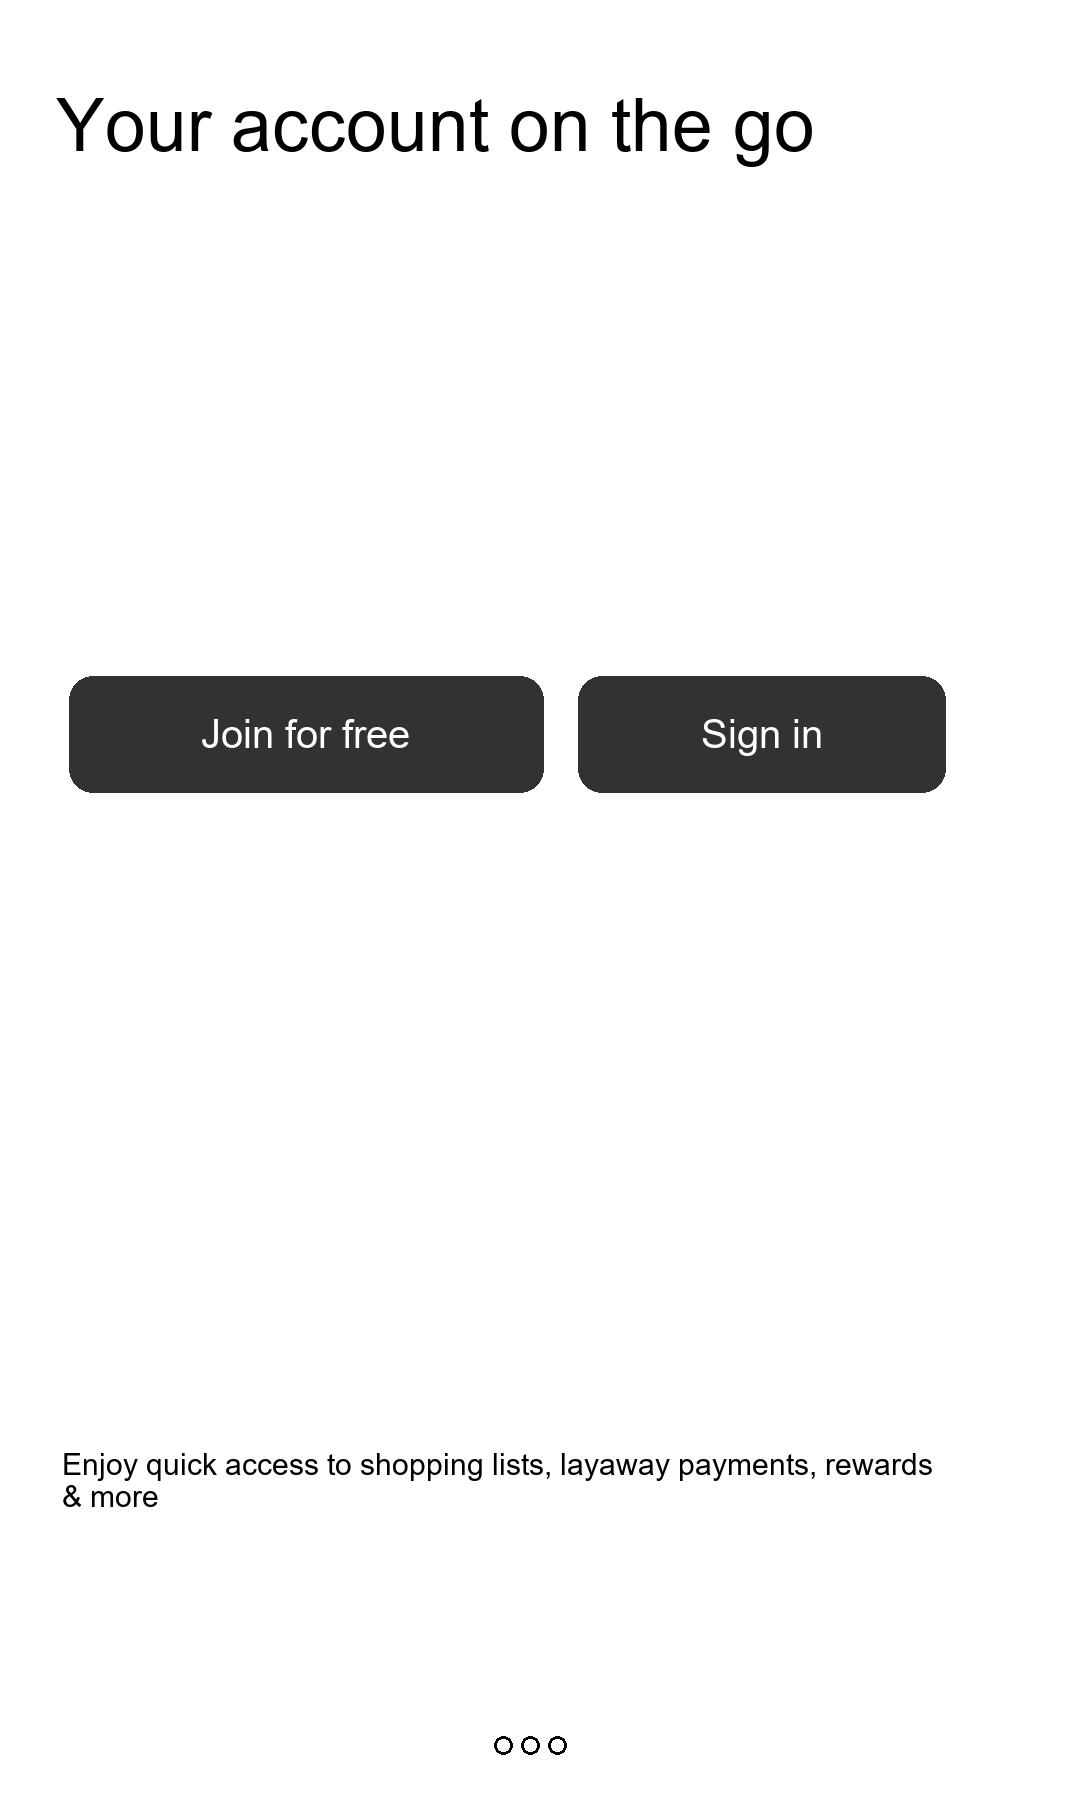 Your account on the go
Join for free
Sign in
Enjoy quick access to shopping lists, layaway payments, rewards
& more